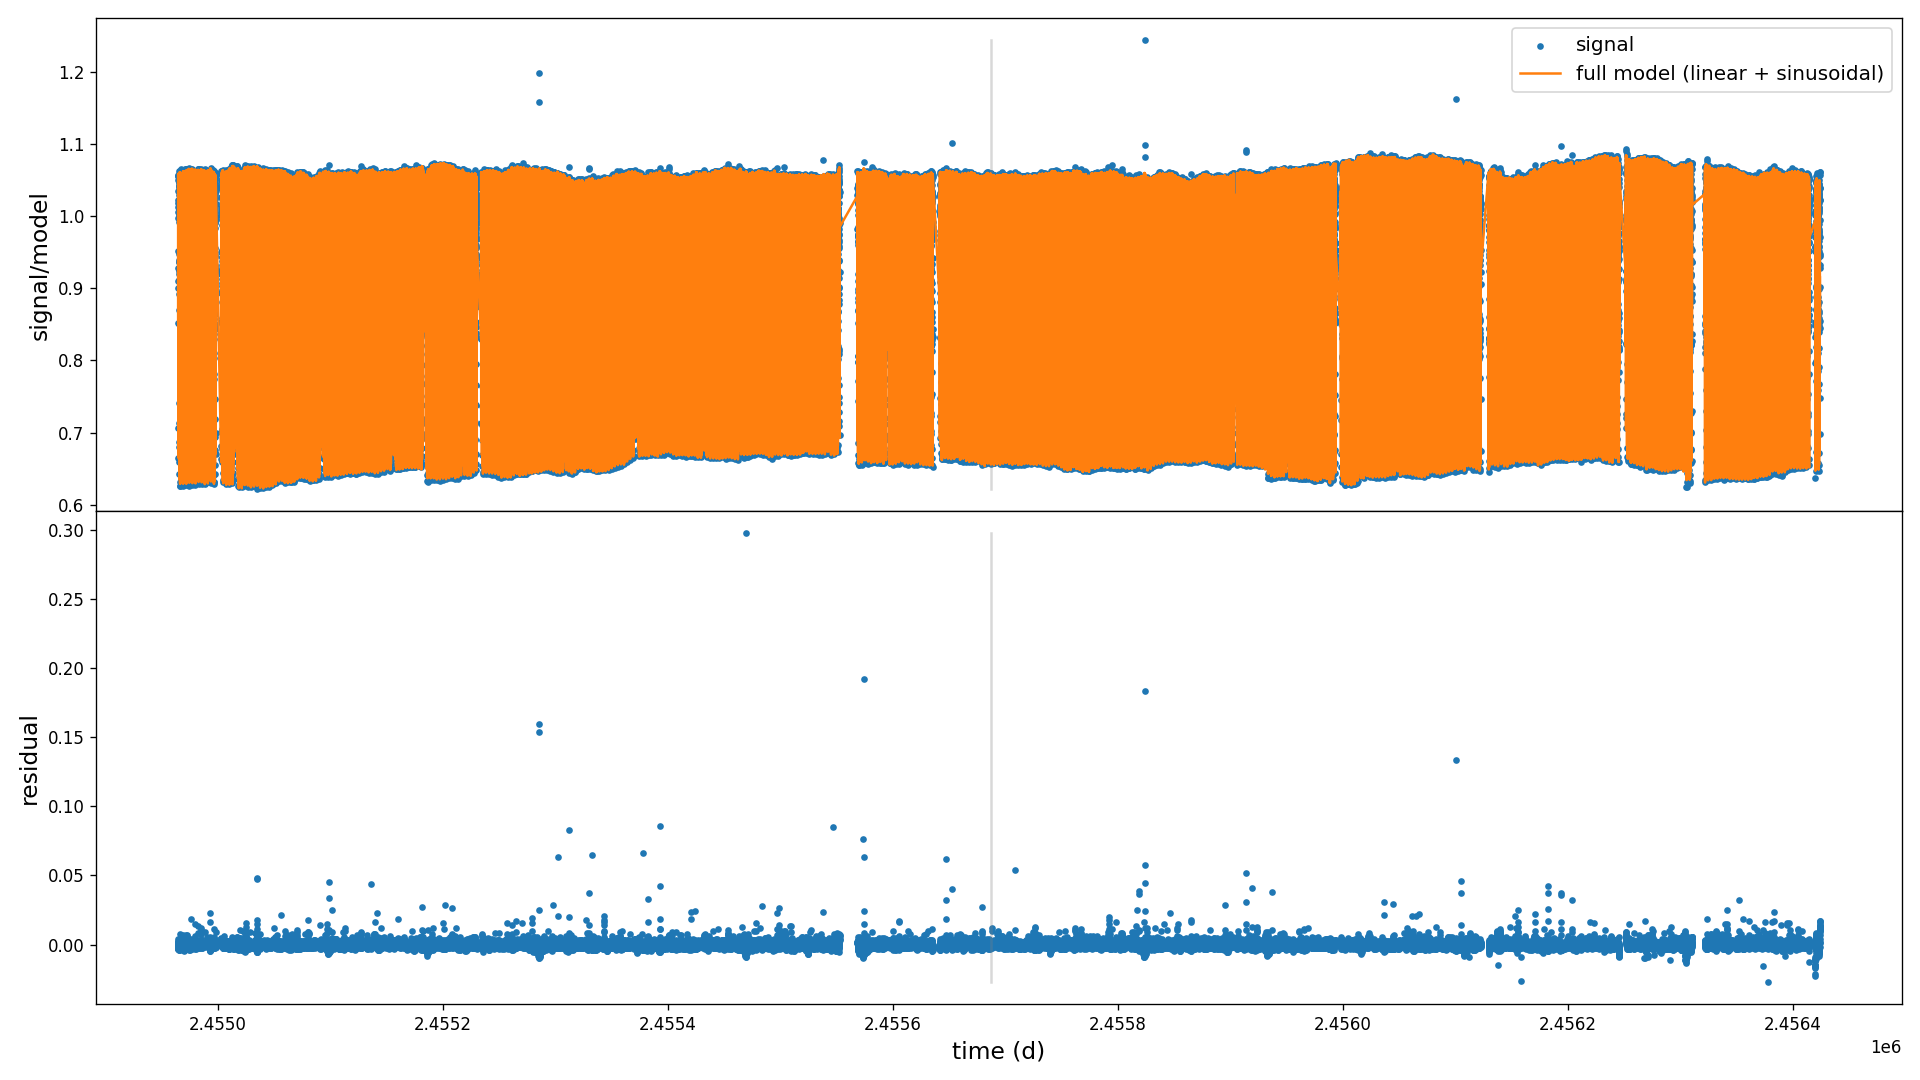 signal
full model (linear + sinusoidal)
signal/model
1.2
1.1
1.0
0.9
0.8
0.7
0.6
residual
0.30
0.25
0.20
0.15
0.10
0.05
0.00
2.4550 2.4552 2.4554 2.4556 2.4558 2.4560 2.4562 2.4564
1e6
time (d)